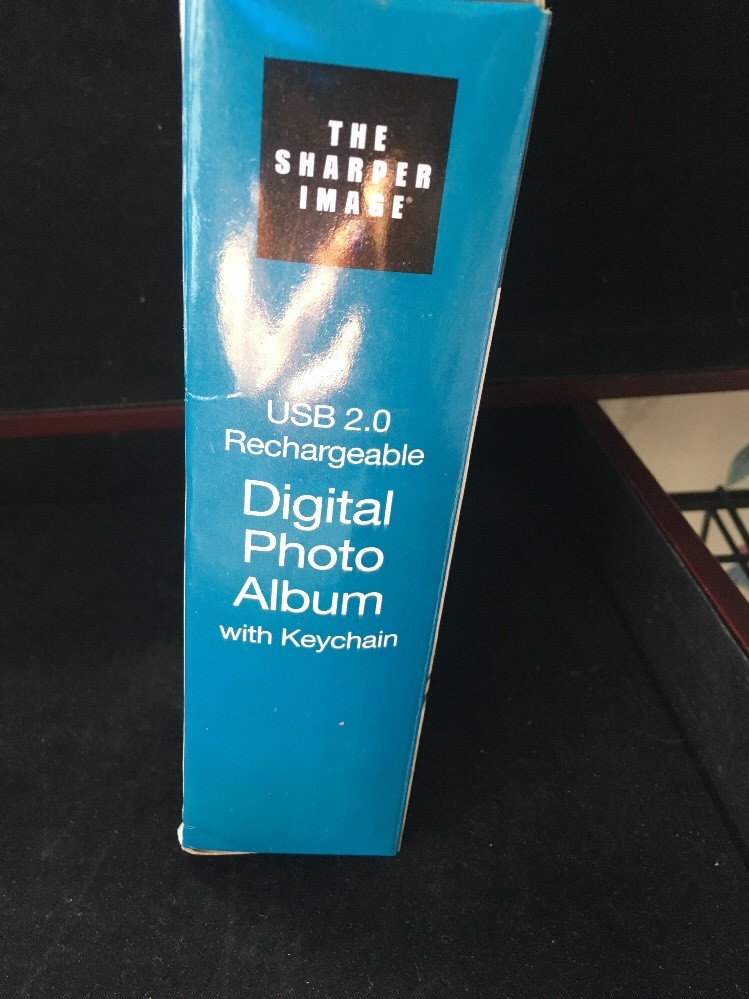 THE
SHARPER
IMAGE®
USB 2.0
Rechargeable
Digital
Photo
Album
with Keychain